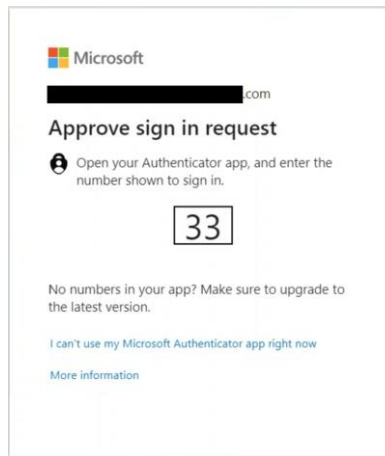 Microsoft
.com
Approve sign in request
Open your Authenticator app, and enter the
number shown to sign in.
33
No numbers in your app? Make sure to upgrade to
the latest version.
I can't use my Microsoft Authenticator app right now
More information